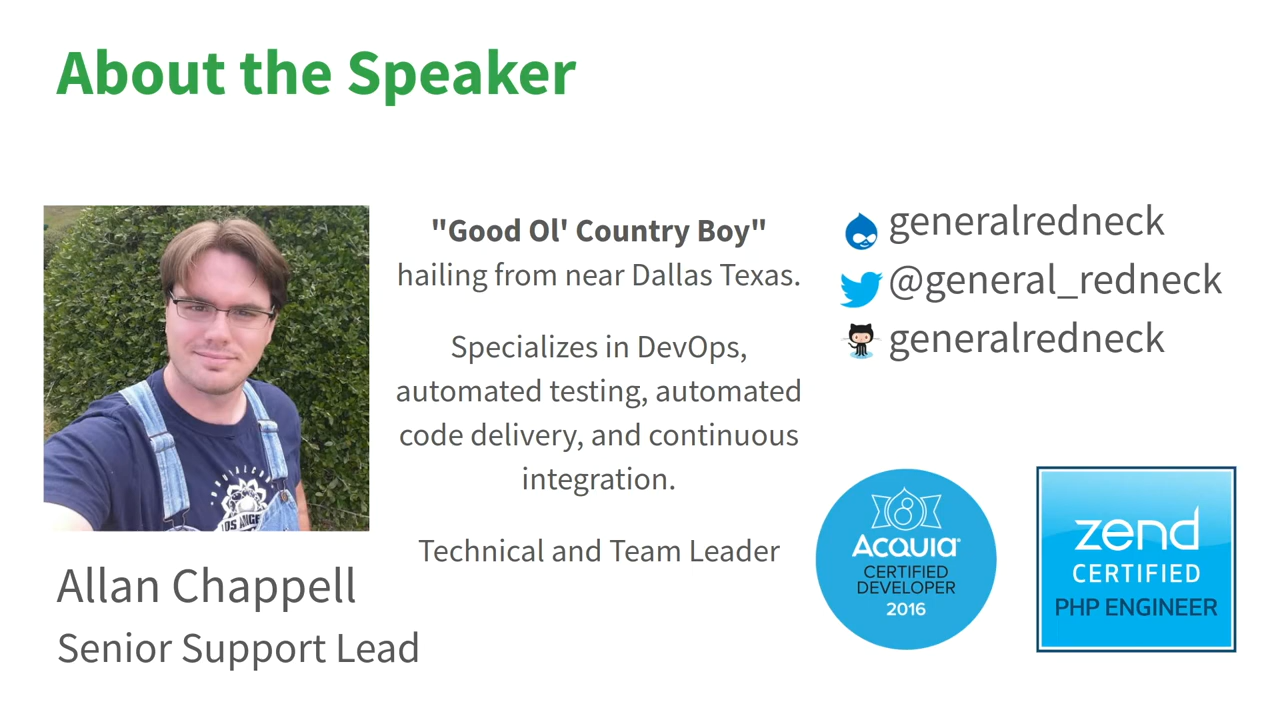 About the Speaker
"Good Ol' Country Boy"
hailing from near Dallas Texas.
Specializes in DevOps,
automated testing, automated
code delivery, and continuous
integration.
Technical and Team Leader
Allan Chappell
Senior Support Lead
generalredneck
@general_redneck
generalredneck
ACQUIA
CERTIFIED
DEVELOPER
2016
zend
CERTIFIED
PHP ENGINEER